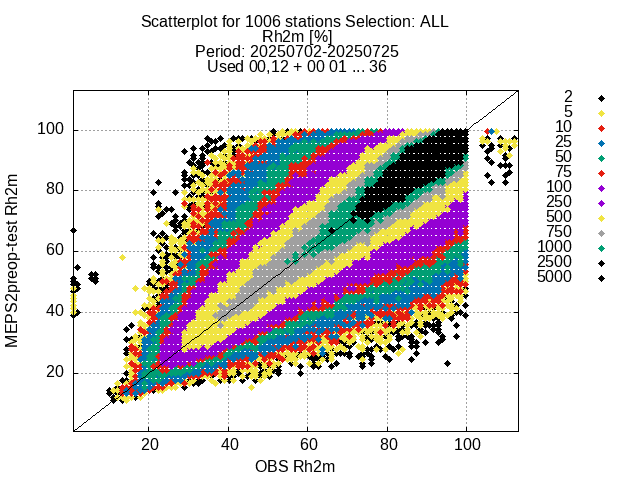 Scatterplot for 1006 stations Selection: ALL
Rh2m [%]
Period: 20250702-20250725
Used 00,12 + 00 01 ... 36
MEPS2preop-test Rh2m
100
80
60
40
20
20 40 60 80 100
OBS Rh2m
2
5
10
25
50
75
100
250
500
750
1000
2500
5000